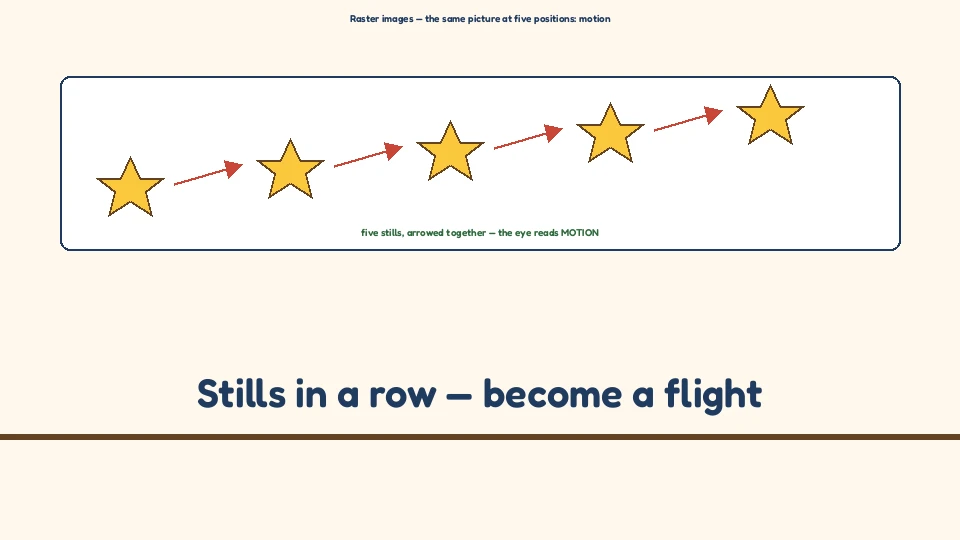 Raster images — the same picture at five positions: motion
five stills, arrowed together — the eye reads MOTION
Stills in a row — become a flight